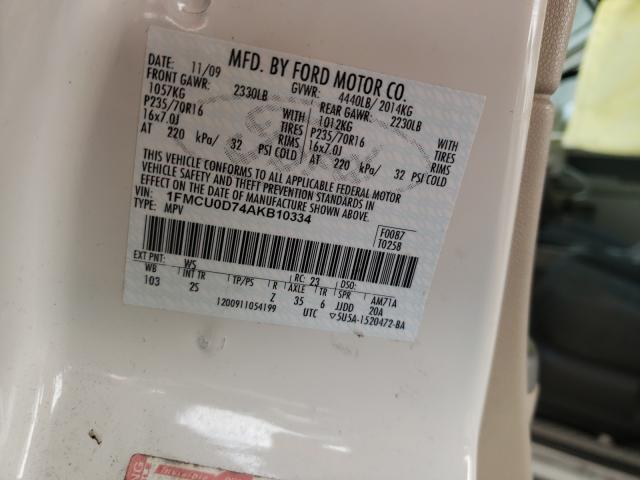 MFD. BY FORD MOTOR CO.
DATE: 11/09 GVWR: 4440LB/ 2014KG
FRONT GAWR: 2330LB REAR GAWR: 2230LB
1057KG WITH 1012KG WITH
P235/70R16 TIRES P235/70R16 TIRES
16x7.0J RIMS 16x7.0J RIMS
AT 220 kPa/ 32 PSI COLD AT 220 kPa/ 32 PSI COLD
THIS VEHICLE CONFORMS TO ALL APPLICABLE FEDERAL MOTOR
VEHICLE SAFETY AND THEFT PREVENTION STANDARDS IN
EFFECT ON THE DATE OF MANUFACTURE SHOWN ABOVE.
VIN: 1FMCU0D74AKB10334
TYPE: MPV
F0087
T0258
EXT PNT: WS RC: 23 DSO:
WB INT TR TP/PS R AXLE TR SPR AM71A
103 25 Z 35 6 JJDD 20A
1200911054199 UTC ▽5U5A-1520472-BA